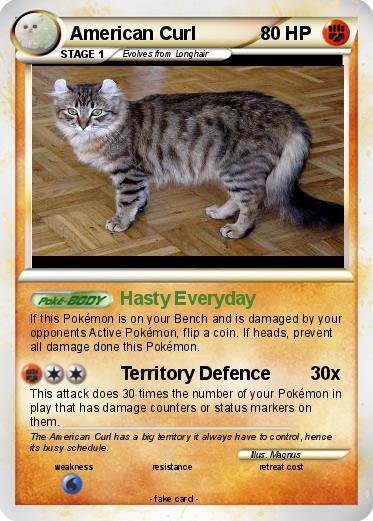 American Curl 80 HP
STAGE 1 Evolves from Longhair
Poké-BODY Hasty Everyday
If this Pokémon is on your Bench and is damaged by your
opponents Active Pokémon, flip a coin. If heads, prevent
all damage done this Pokémon.
Territory Defence 30x
This attack does 30 times the number of your Pokémon in
play that has damage counters or status markers on
them.
The American Curl has a big territory it always have to control, hence
its busy schedule.
Illus. Magnus
weakness resistance retreat cost
- fake card -